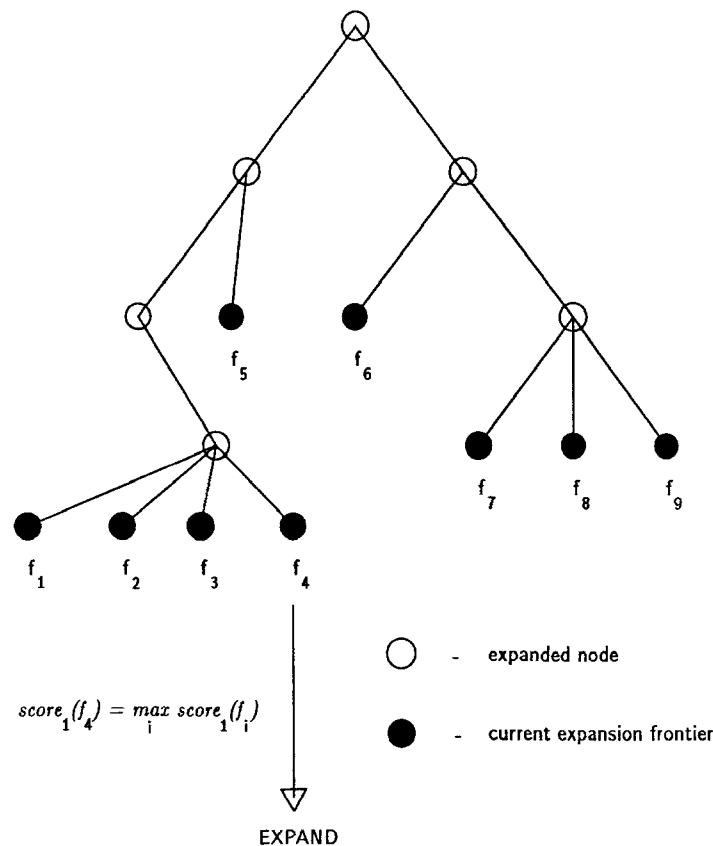 f5 f6
f7 f8 f9
f1 f2 f3 f4
○ - expanded node
score1(f4) = max i score1(fi)
● - current expansion frontier
EXPAND